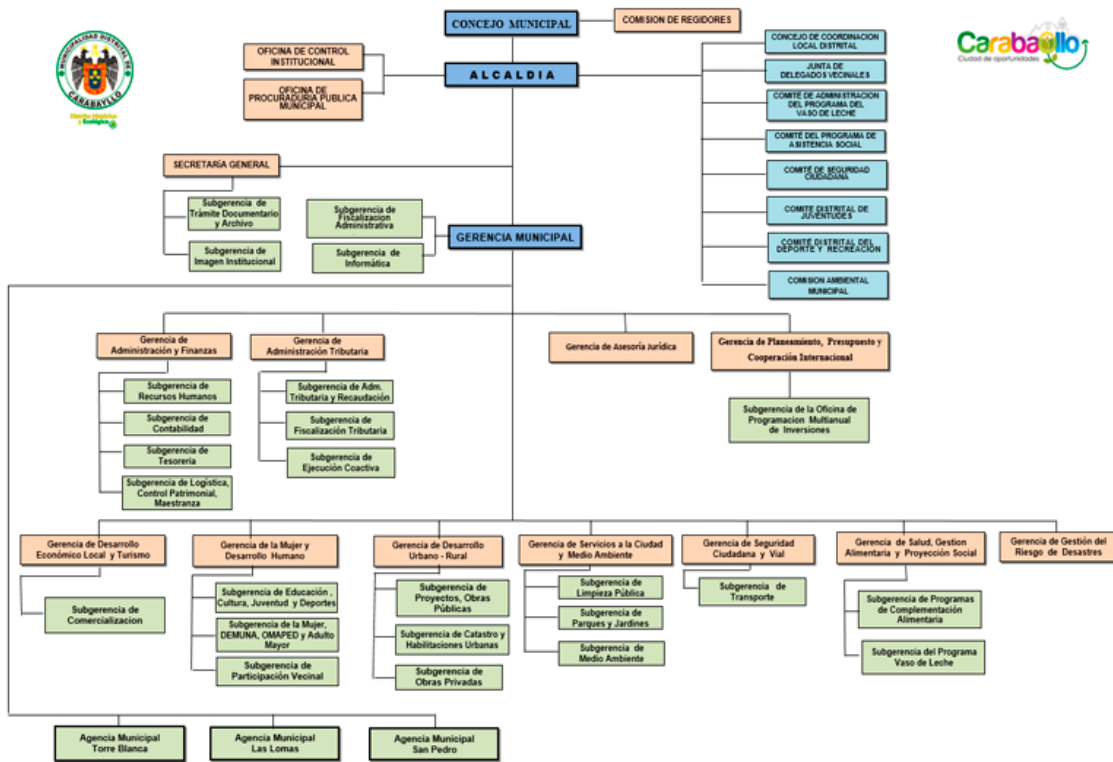 CONCEJO MUNICIPAL
COMISION DE REGIDORES
MUNICIPALIDAD DISTRITAL DE
CARABAYLLO
Distrito Histórico
y Ecológico
OFICINA DE CONTROL
INSTITUCIONAL
ALCALDIA
OFICINA DE
PROCURADURIA PUBLICA
MUNICIPAL
CONCEJO DE COORDINACION
LOCAL DISTRITAL
JUNTA DE
DELEGADOS VECINALES
COMITÉ DE ADMINISTRACION
DEL PROGRAMA DEL
VASO DE LECHE
COMITÉ DEL PROGRAMA DE
ASISTENCIA SOCIAL
COMITÉ DE SEGURIDAD
CIUDADANA
COMITE DISTRITAL DE
JUVENTUDES
COMITÉ DISTRITAL DEL
DEPORTE Y RECREACIÓN
COMISION AMBIENTAL
MUNICIPAL
Carabayllo
Ciudad de oportunidades
SECRETARÍA GENERAL
Subgerencia de
Trámite Documentario
y Archivo
Subgerencia de
Imagen Institucional
Subgerencia de
Fiscalizacion
Administrativa
Subgerencia de
Informática
GERENCIA MUNICIPAL
Gerencia de
Administración y Finanzas
Gerencia de
Administración Tributaria
Gerencia de Asesoría Jurídica
Gerencia de Planeamiento, Presupuesto y
Cooperación Internacional
Subgerencia de
Recursos Humanos
Subgerencia de
Contabilidad
Subgerencia de
Tesoreria
Subgerencia de Logística,
Control Patrimonial,
Maestranza
Subgerencia de Adm.
Tributaria y Recaudación
Subgerencia de
Fiscalización Tributaria
Subgerencia de
Ejecución Coactiva
Subgerencia de la Oficina de
Programacion Multianual
de Inversiones
Gerencia de Desarrollo
Económico Local y Turismo
Gerencia de la Mujer y
Desarrollo Humano
Gerencia de Desarrollo
Urbano - Rural
Gerencia de Servicios a la Ciudad
y Medio Ambiente
Gerencia de Seguridad
Ciudadana y Vial
Gerencia de Salud, Gestion
Alimentaria y Proyección Social
Gerencia de Gestión del
Riesgo de Desastres
Subgerencia de
Comercializacion
Subgerencia de Educación ,
Cultura, Juventud y Deportes
Subgerencia de la Mujer,
DEMUNA, OMAPED y Adulto
Mayor
Subgerencia de
Participación Vecinal
Subgerencia de
Proyectos, Obras
Públicas
Subgerencia de Catastro y
Habilitaciones Urbanas
Subgerencia de
Obras Privadas
Subgerencia de
Limpieza Pública
Subgerencia de
Parques y Jardines
Subgerencia de
Medio Ambiente
Subgerencia de
Transporte
Subgerencia de Programas
de Complementación
Alimentaria
Subgerencia del Programa
Vaso de Leche
Agencia Municipal
Torre Blanca
Agencia Municipal
Las Lomas
Agencia Municipal
San Pedro